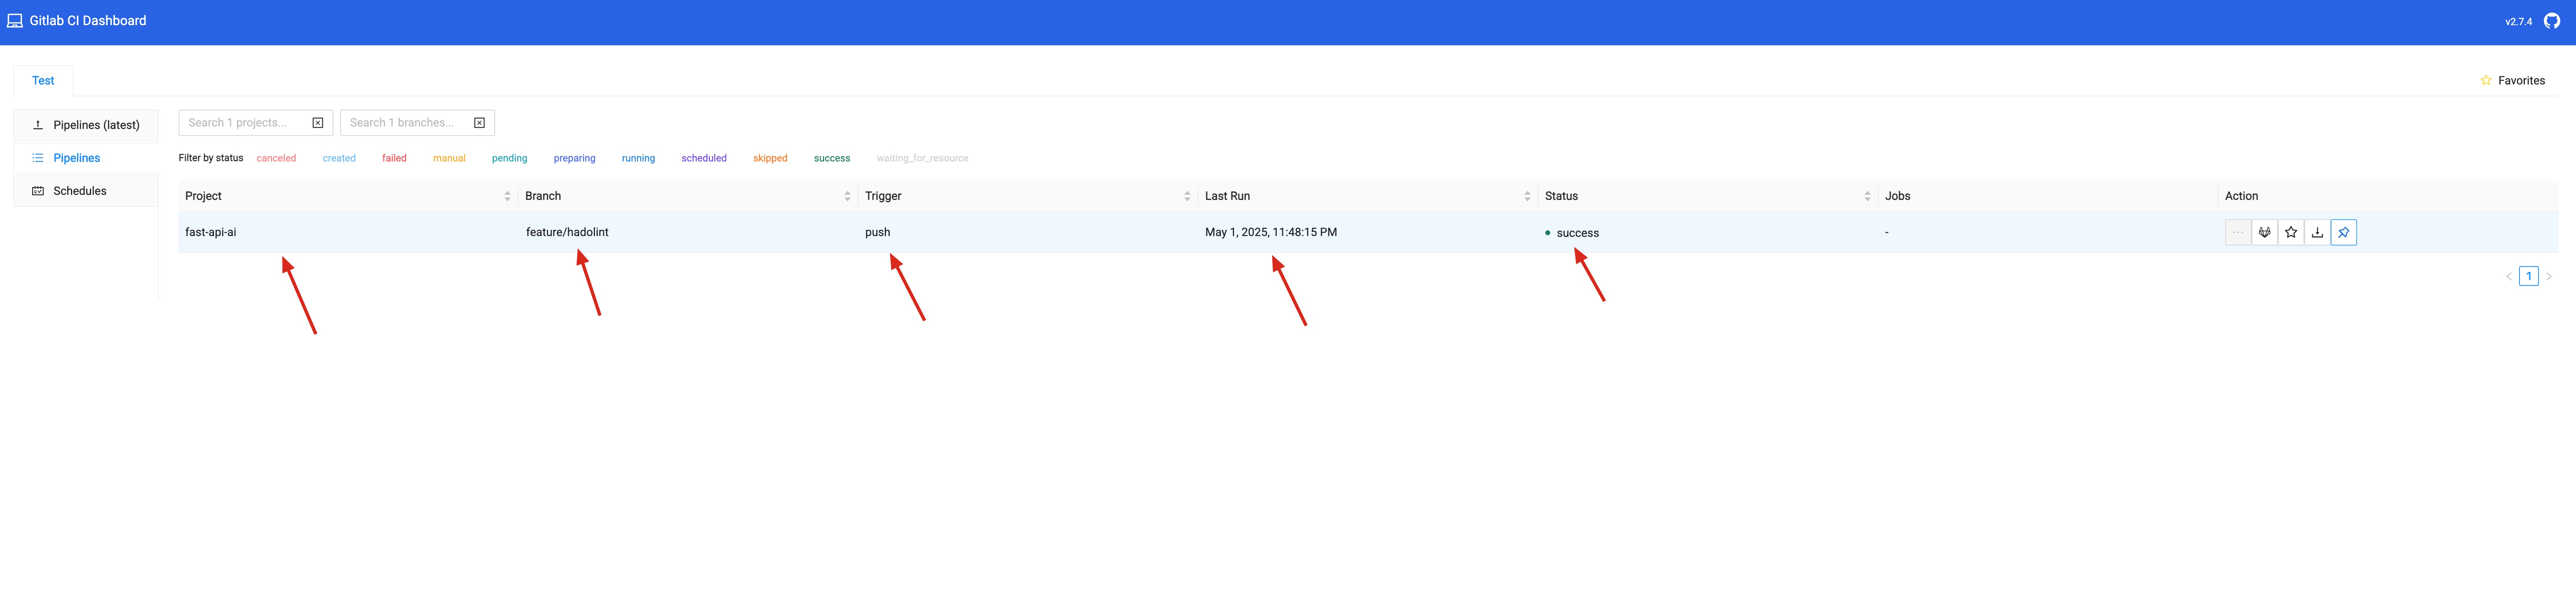 Gitlab CI Dashboard v2.7.4
Test Favorites
Pipelines (latest)
Pipelines
Schedules
Search 1 projects... Search 1 branches...
Filter by status canceled created failed manual pending preparing running scheduled skipped success waiting_for_resource
Project Branch Trigger Last Run Status Jobs Action
fast-api-ai feature/hadolint push May 1, 2025, 11:48:15 PM success - ...
1